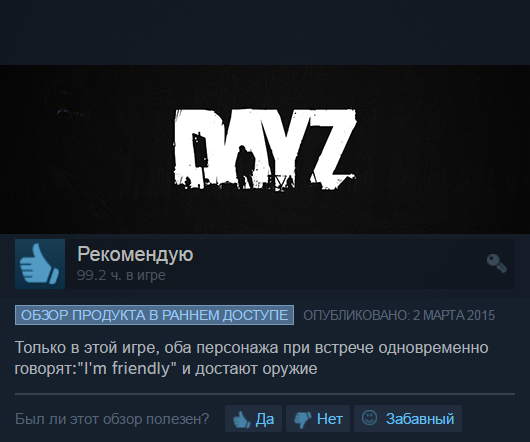 DAYZ
Рекомендую
99.2 ч. в игре
ОБЗОР ПРОДУКТА В РАННЕМ ДОСТУПЕ ОПУБЛИКОВАНО: 2 МАРТА 2015
Только в этой игре, оба персонажа при встрече одновременно
говорят:"I'm friendly" и достают оружие
Был ли этот обзор полезен? Да Нет Забавный